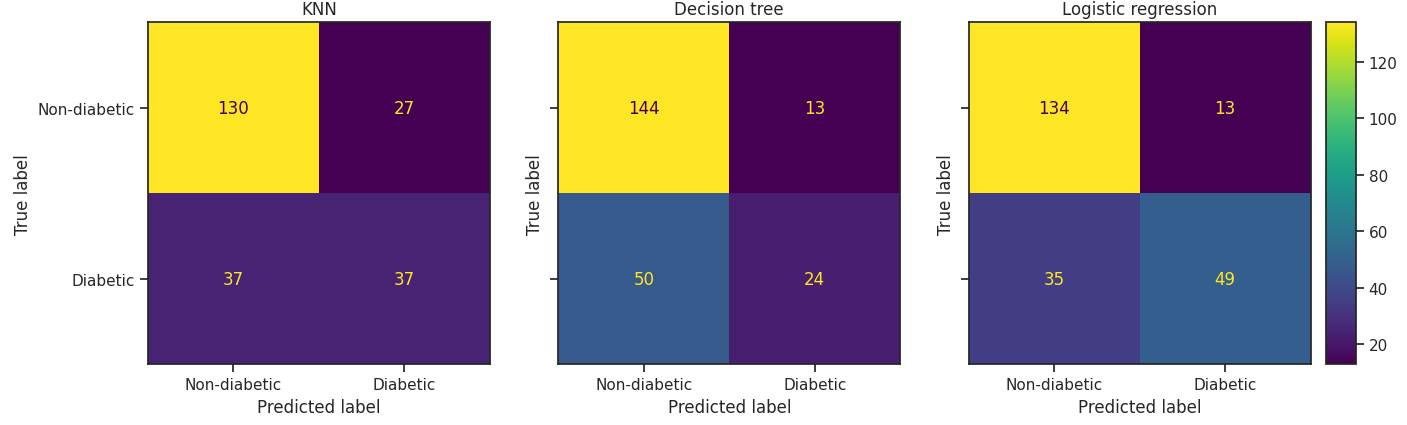 KNN
Decision tree
Logistic regression
True label
Non-diabetic
Diabetic
130
27
37
37
Non-diabetic
Diabetic
Predicted label
True label
144
13
50
24
Non-diabetic
Diabetic
Predicted label
True label
134
13
35
49
Non-diabetic
Diabetic
Predicted label
120
100
80
60
40
20